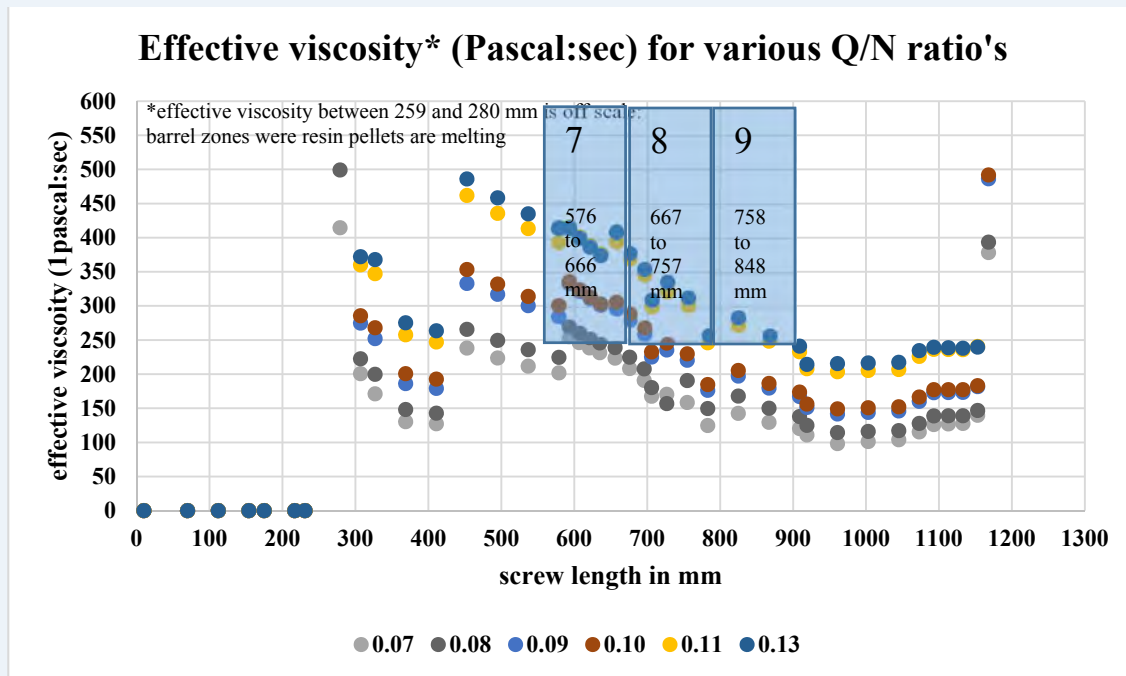 Effective viscosity* (Pascal:sec) for various Q/N ratio's
*effective viscosity between 259 and 280 mm is off scale:
barrel zones were resin pellets are melting
effective viscsoity (1pascal:sec)
600
550
500
450
400
350
300
250
200
150
100
50
0
7
576
to
666
mm
8
667
to
757
mm
9
758
to
848
mm
0 100 200 300 400 500 600 700 800 900 1000 1100 1200 1300
screw length in mm
0.07 0.08 0.09 0.10 0.11 0.13